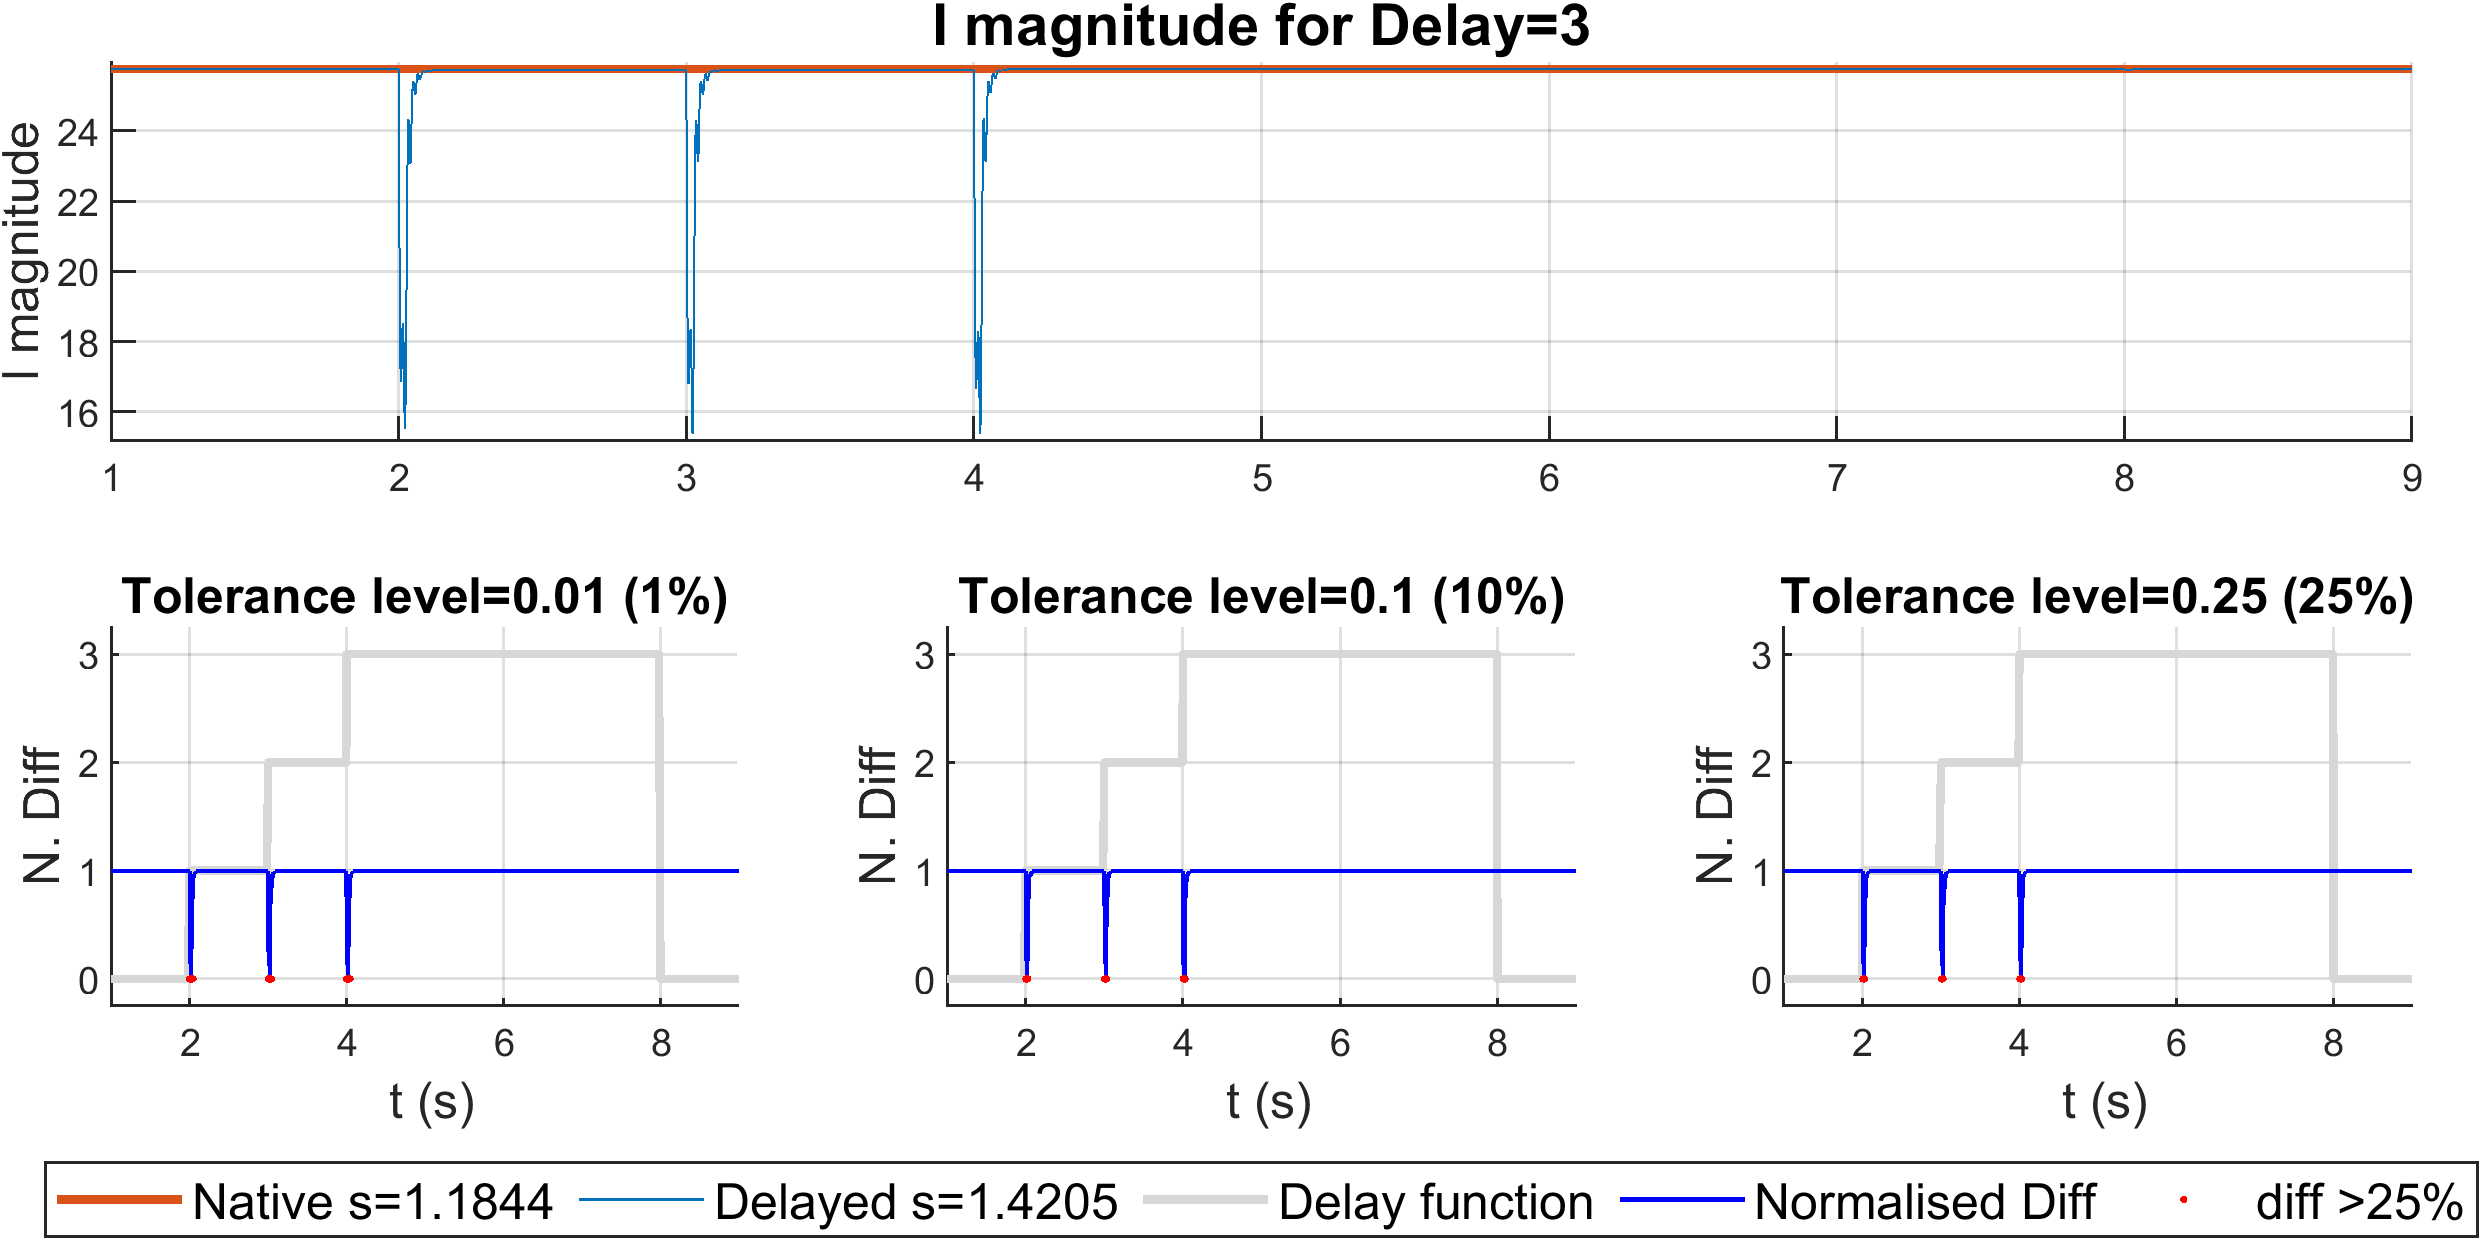 I magnitude for Delay=3
I magnitude
24
22
20
18
16
1 2 3 4 5 6 7 8 9
Tolerance level=0.01 (1%)
N. Diff
3
2
1
0
2 4 6 8
t (s)
Tolerance level=0.1 (10%)
N. Diff
3
2
1
0
2 4 6 8
t (s)
Tolerance level=0.25 (25%)
N. Diff
3
2
1
0
2 4 6 8
t (s)
Native s=1.1844 Delayed s=1.4205 Delay function Normalised Diff diff >25%